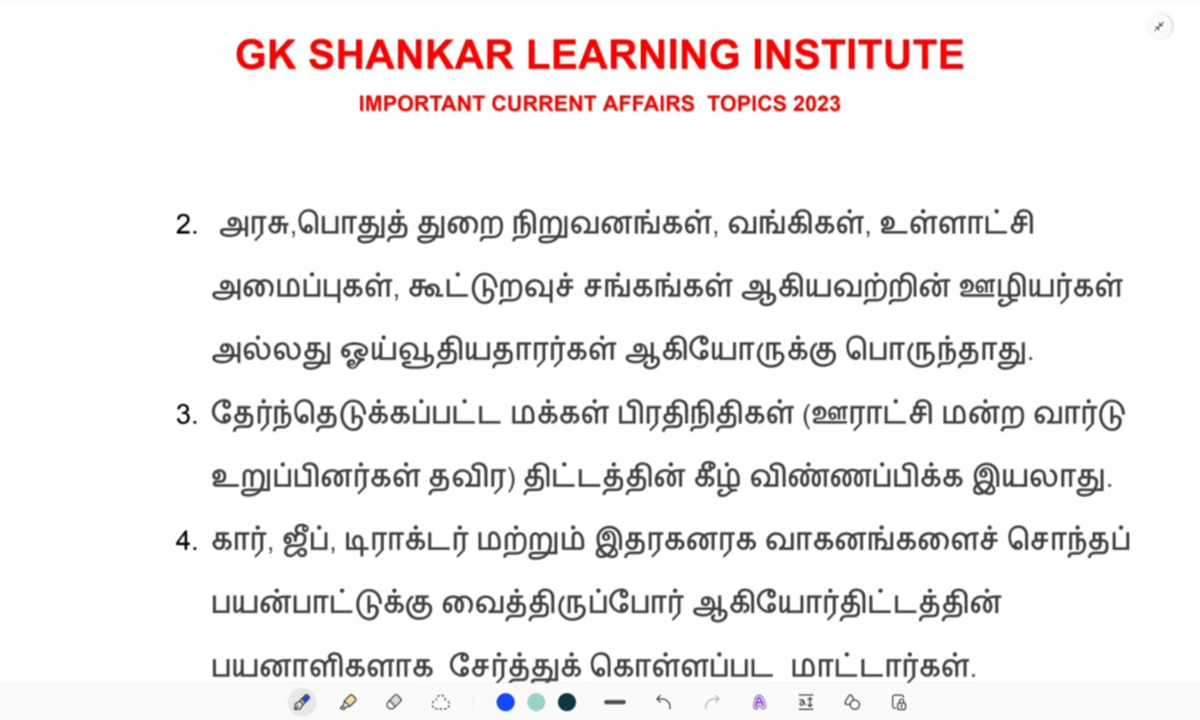 GK SHANKAR LEARNING INSTITUTE
IMPORTANT CURRENT AFFAIRS TOPICS 2023
2. அரசு,பொதுத் துறை நிறுவனங்கள், வங்கிகள், உள்ளாட்சி
அமைப்புகள், கூட்டுறவுச் சங்கங்கள் ஆகியவற்றின் ஊழியர்கள்
அல்லது ஓய்வூதியதாரர்கள் ஆகியோருக்கு பொருந்தாது.
3. தேர்ந்தெடுக்கப்பட்ட மக்கள் பிரதிநிதிகள் (ஊராட்சி மன்ற வார்டு
உறுப்பினர்கள் தவிர) திட்டத்தின் கீழ் விண்ணப்பிக்க இயலாது.
4. கார், ஜீப், டிராக்டர் மற்றும் இதரகனரக வாகனங்களைச் சொந்தப்
பயன்பாட்டுக்கு வைத்திருப்போர் ஆகியோர்திட்டத்தின்
பயனாளிகளாக சேர்த்துக் கொள்ளப்பட மாட்டார்கள்.